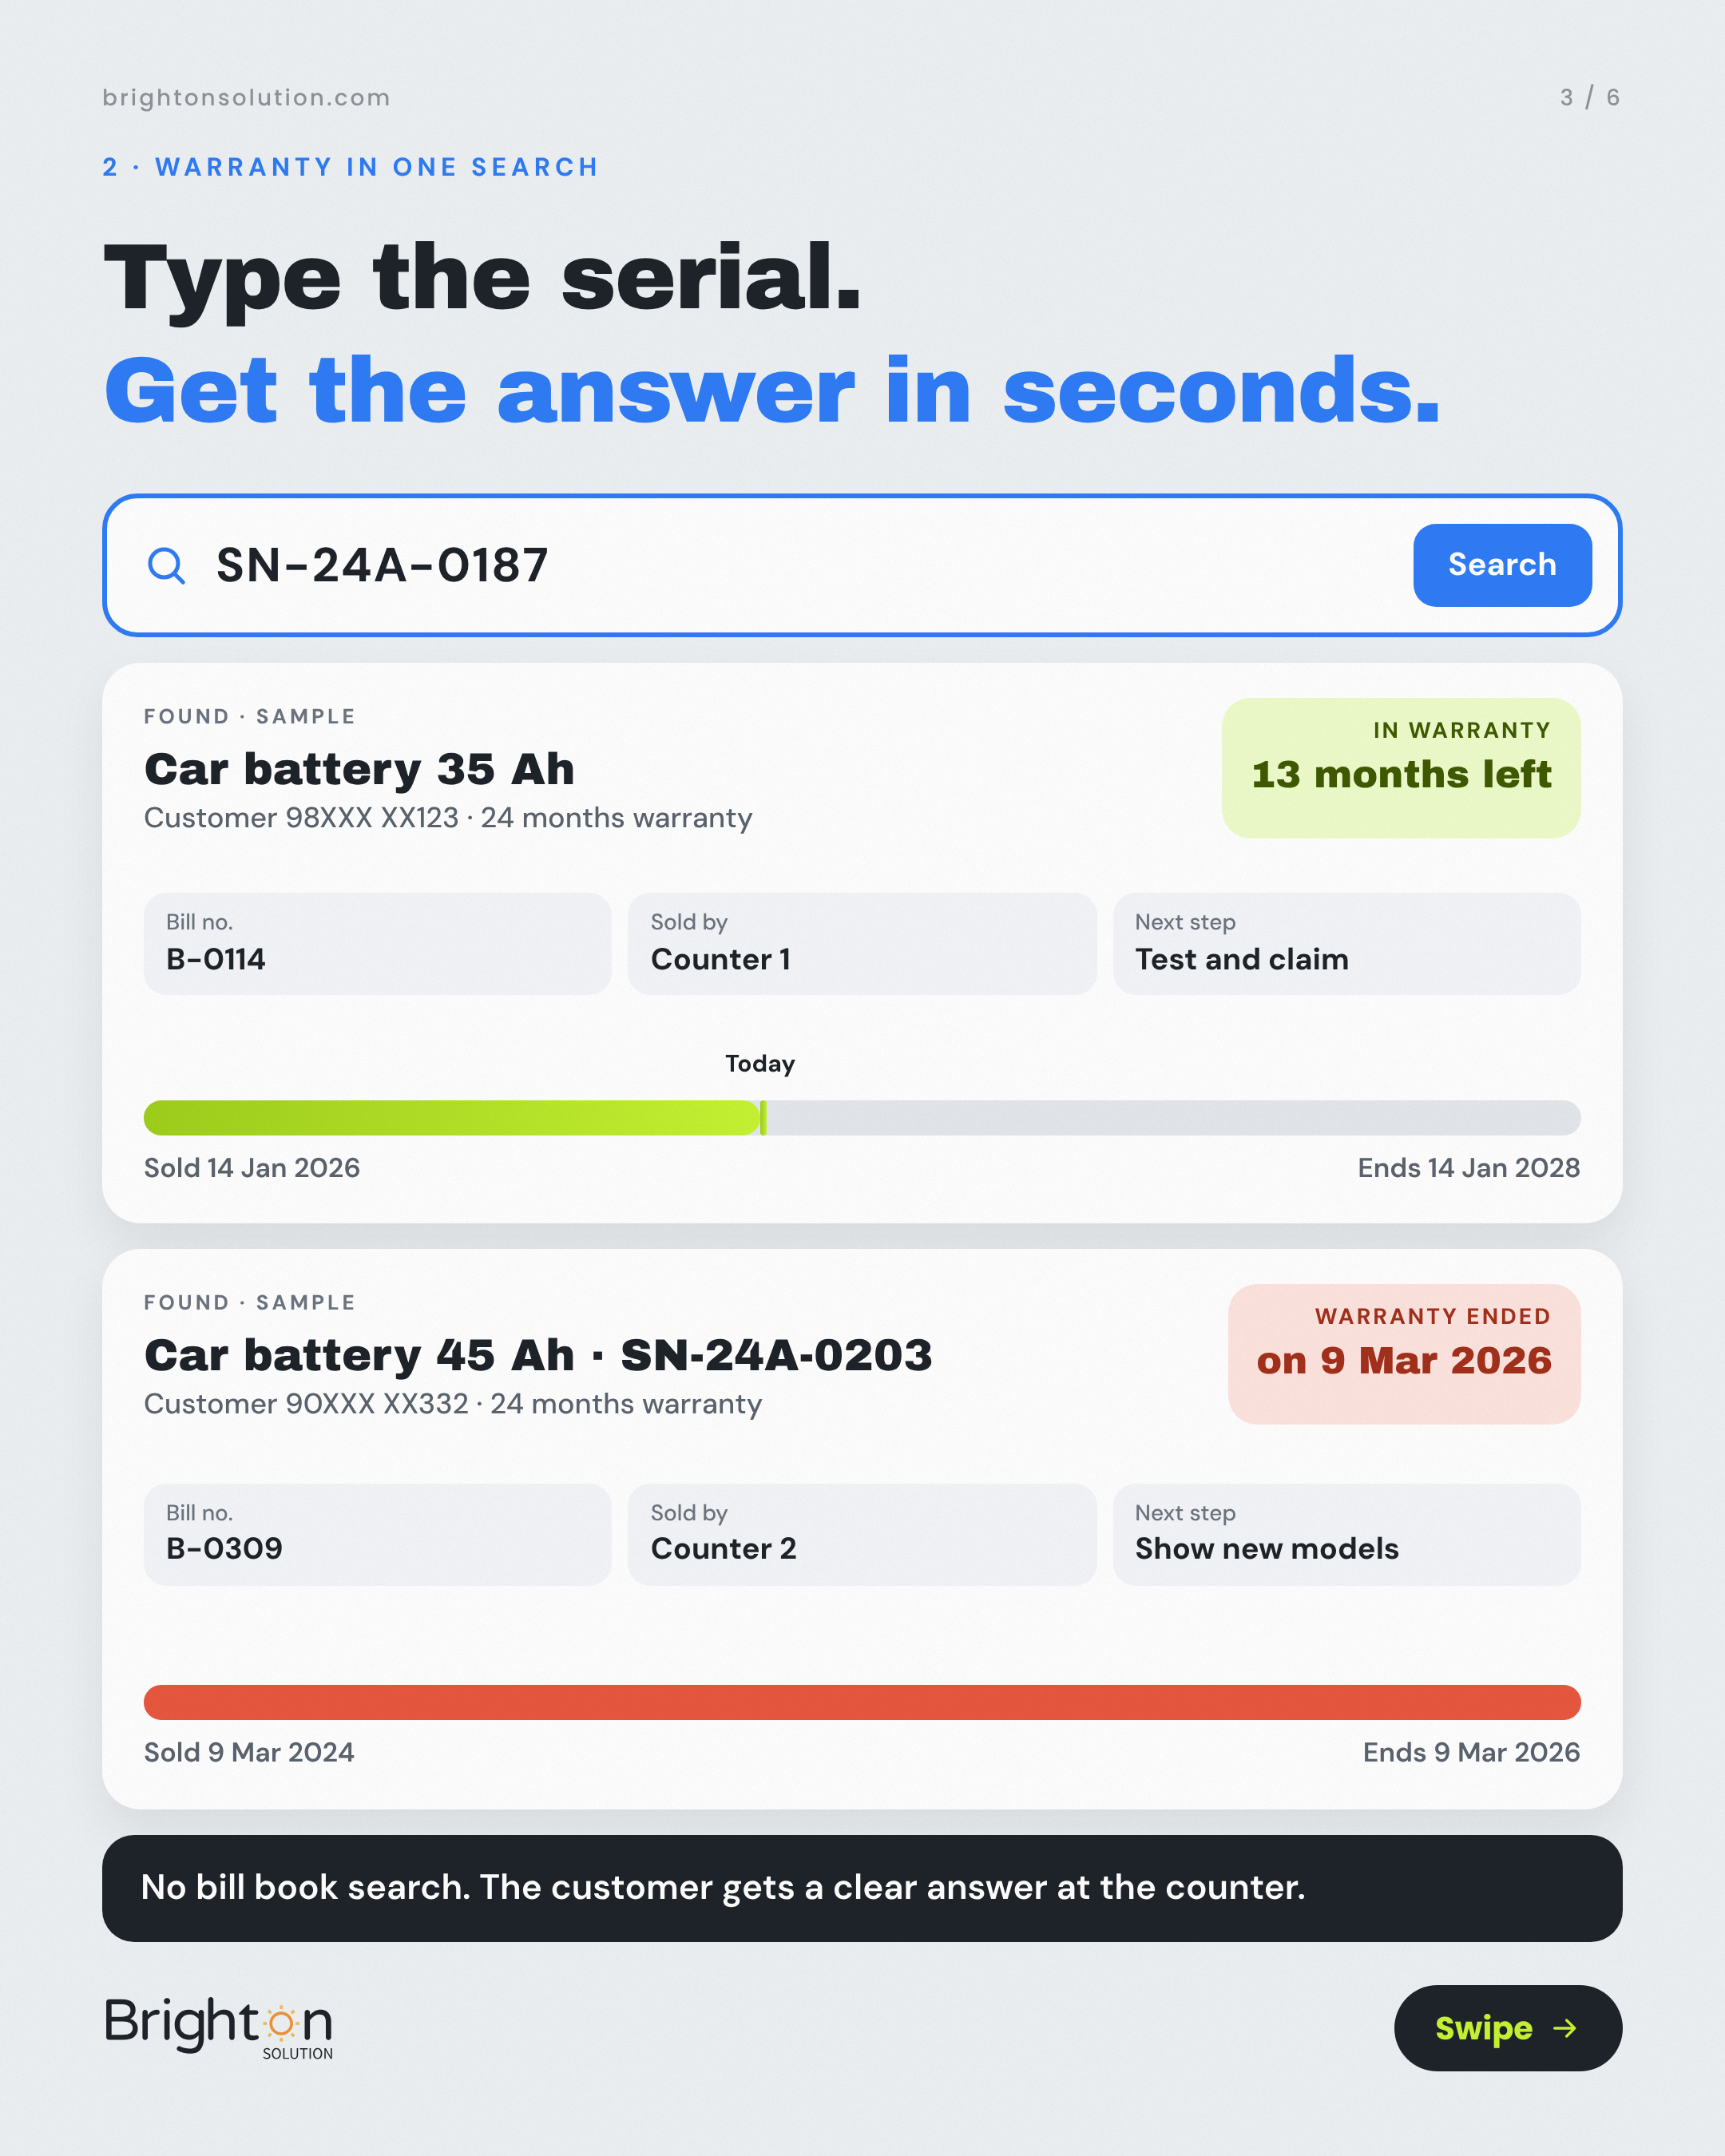 brightonsolution.com
3 / 6
2 · WARRANTY IN ONE SEARCH
Type the serial.
Get the answer in seconds.
SN-24A-0187
Search
FOUND · SAMPLE
Car battery 35 Ah
Customer 98XXX XX123 · 24 months warranty
IN WARRANTY
13 months left
Bill no.
B-0114
Sold by
Counter 1
Next step
Test and claim
Today
Sold 14 Jan 2026
Ends 14 Jan 2028
FOUND · SAMPLE
Car battery 45 Ah · SN-24A-0203
Customer 90XXX XX332 · 24 months warranty
WARRANTY ENDED
on 9 Mar 2026
Bill no.
B-0309
Sold by
Counter 2
Next step
Show new models
Sold 9 Mar 2024
Ends 9 Mar 2026
No bill book search. The customer gets a clear answer at the counter.
Brighton
SOLUTION
Swipe →